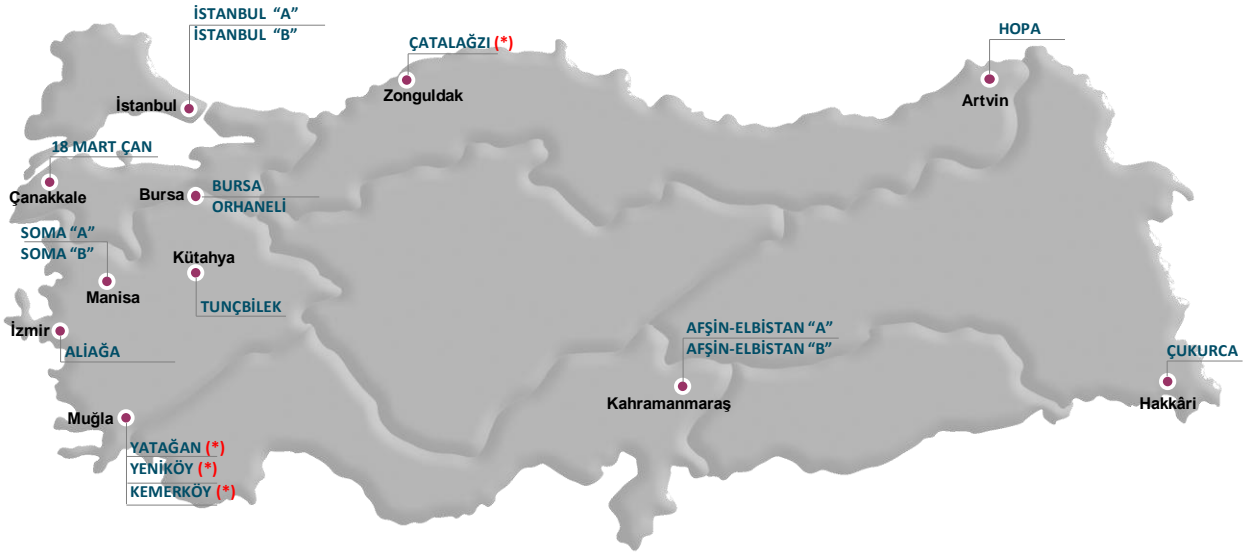 İSTANBUL “A”
İSTANBUL “B”
ÇATALAĞZI (*)
HOPA
İstanbul
Zonguldak
Artvin
18 MART ÇAN
Çanakkale
Bursa
BURSA
ORHANELİ
SOMA “A”
SOMA “B”
Kütahya
Manisa
TUNÇBİLEK
İzmir
ALİAĞA
AFŞİN-ELBİSTAN “A”
AFŞİN-ELBİSTAN “B”
Kahramanmaraş
ÇUKURCA
Hakkâri
Muğla
YATAĞAN (*)
YENİKÖY (*)
KEMERKÖY (*)